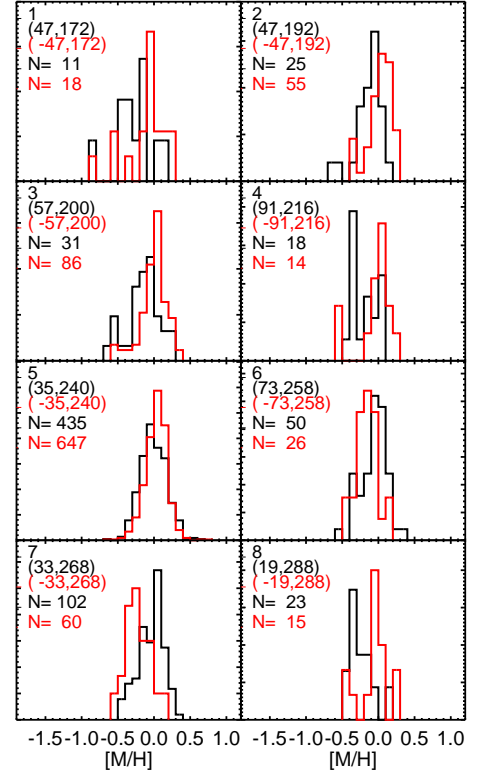 1
(47,172)
( -47,172)
N= 11
N= 18
2
(47,192)
( -47,192)
N= 25
N= 55
3
(57,200)
( -57,200)
N= 31
N= 86
4
(91,216)
( -91,216)
N= 18
N= 14
5
(35,240)
( -35,240)
N= 435
N= 647
6
(73,258)
( -73,258)
N= 50
N= 26
7
(33,268)
( -33,268)
N= 102
N= 60
8
(19,288)
( -19,288)
N= 23
N= 15
-1.5 -1.0 -0.5 0.0 0.5 1.0
-1.5 -1.0 -0.5 0.0 0.5 1.0
[M/H]
[M/H]